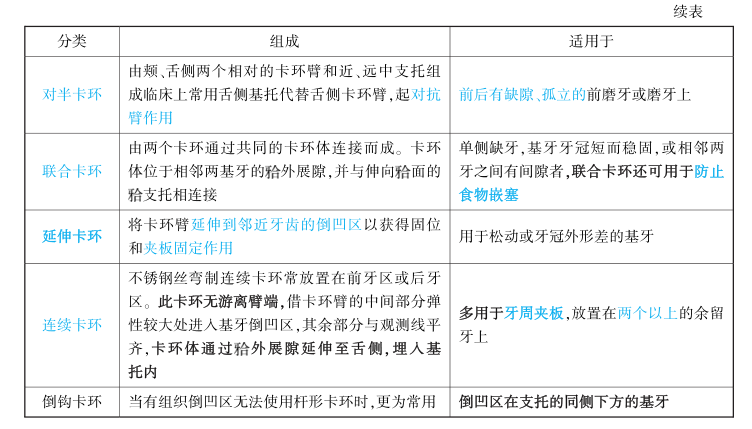 续表
分类
组成
适用于
对半卡环
由颊、舌侧两个相对的卡环臂和近、远中支托组
成临床上常用舌侧基托代替舌侧卡环臂,起对抗
臂作用
前后有缺隙、孤立的前磨牙或磨牙上
联合卡环
由两个卡环通过共同的卡环体连接而成。卡环
体位于相邻两基牙的𬌗外展隙,并与伸向𬌗面的
𬌗支托相连接
单侧缺牙,基牙牙冠短而稳固,或相邻两
牙之间有间隙者,联合卡环还可用于防止
食物嵌塞
延伸卡环
将卡环臂延伸到邻近牙齿的倒凹区以获得固位
和夹板固定作用
用于松动或牙冠外形差的基牙
连续卡环
不锈钢丝弯制连续卡环常放置在前牙区或后牙
区。此卡环无游离臂端,借卡环臂的中间部分弹
性较大处进入基牙倒凹区,其余部分与观测线平
齐,卡环体通过𬌗外展隙延伸至舌侧,埋入基
托内
多用于牙周夹板,放置在两个以上的余留
牙上
倒钩卡环
当有组织倒凹区无法使用杆形卡环时,更为常用
倒凹区在支托的同侧下方的基牙